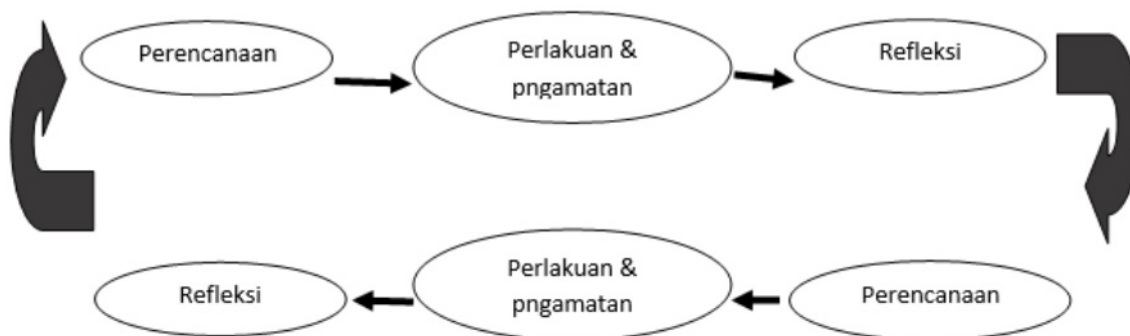 Perencanaan
Perlakuan &
pngamatan
Refleksi
Refleksi
Perlakuan &
pngamatan
Perencanaan